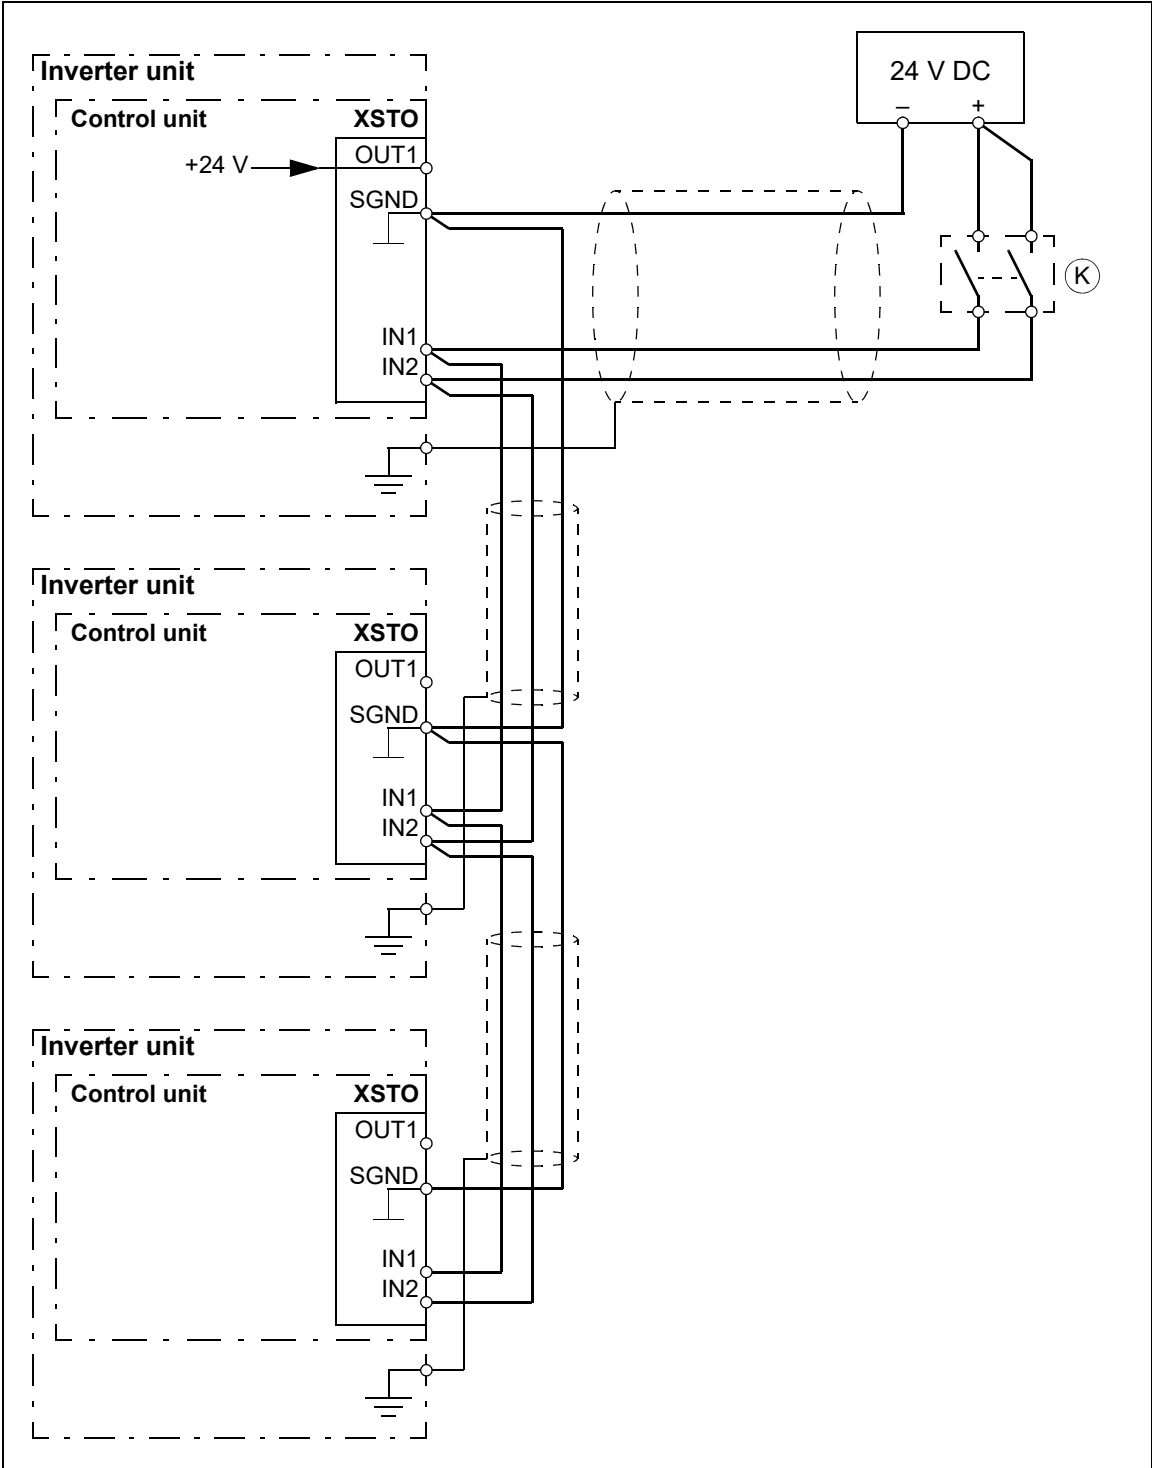 24 V DC
– +
K
Inverter unit
Control unit XSTO
OUT1
+24 V
SGND
IN1
IN2
Inverter unit
Control unit XSTO
OUT1
SGND
IN1
IN2
Inverter unit
Control unit XSTO
OUT1
SGND
IN1
IN2